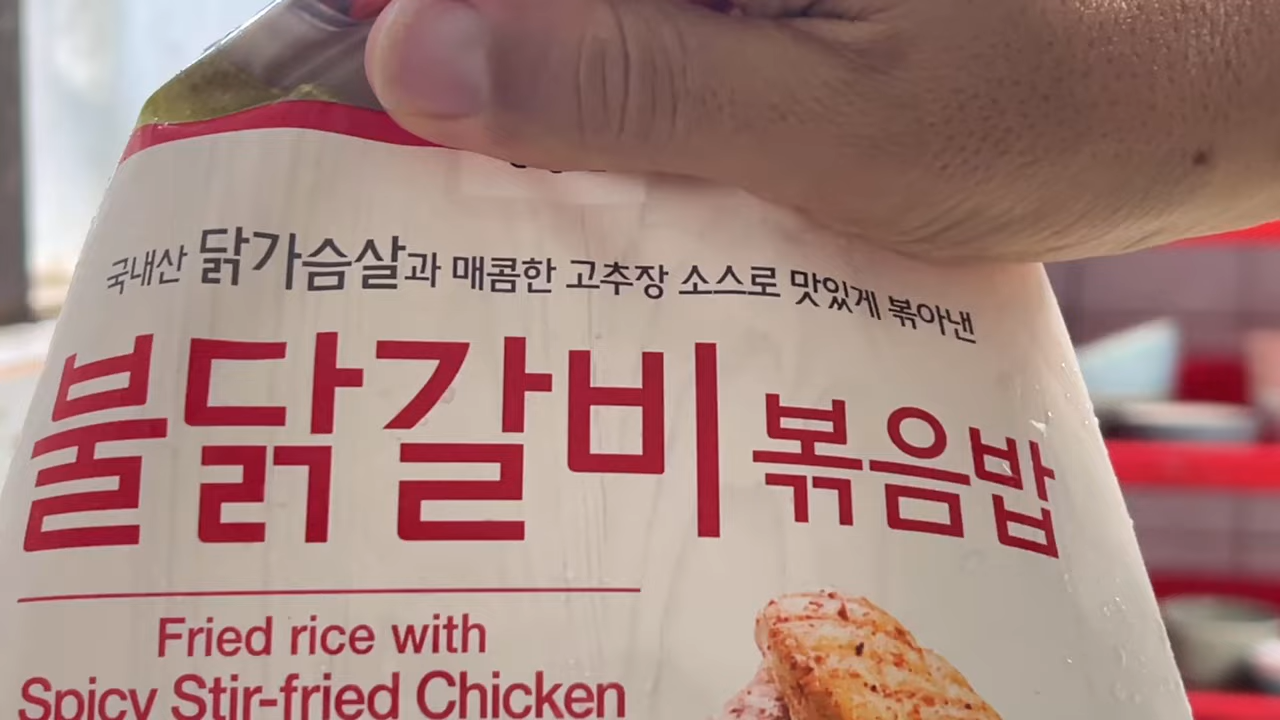 국내산 닭가슴살과 매콤한 고추장 소스로 맛있게 볶아낸
불닭갈비 볶음밥
Fried rice with
Spicy Stir-fried Chicken